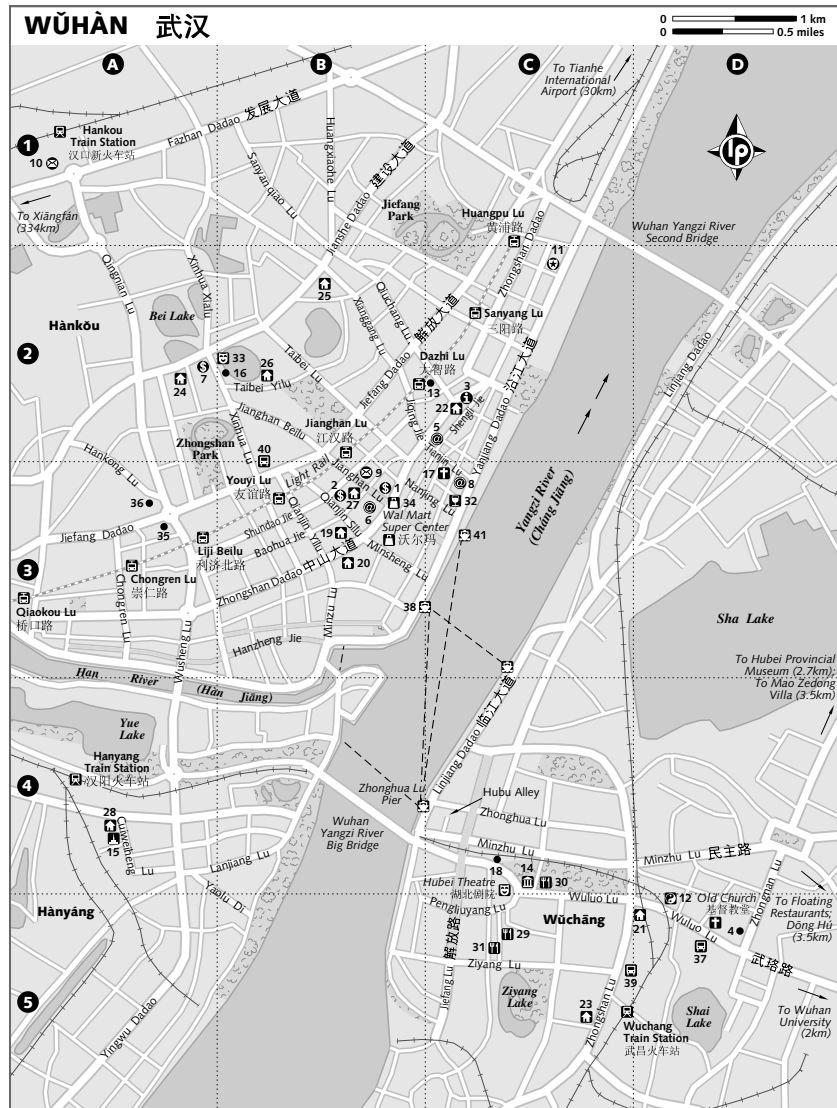 WǓHÀN 武汉
0 1 km
0 0.5 miles
A
B
C
D
To Tianhe
International
Airport (30km)
1
Hankou
Train Station
汉口新火车站
10
Fazhan Dadao 发展大道
Huangxiaohe Lu
Sanyan qiao Lu
Jianshe Dadao 建设大道
Jiefang
Park
Huangpu Lu
黄浦路
lp
To Xiāngfán
(334km)
Wuhan Yangzi River
Second Bridge
11
Zhongshan Dadao
Qingnian Lu
Xinhua Xialu
25
Bei Lake
Hànkǒu
Xianggang Lu
Qiuchang Lu
解放大道
Sanyang Lu
三阳路
Linjiang Dadao
2
33
16
26
7
24
Taibei Yilu
Taibei Lu
Jiefang Dadao
Dazhi Lu
大智路
13
3
22
Shengli Jie
Yanjiang Dadao 沿江大道
Jianghan Beilu
Xinhua Lu
Zhongshan
Park
Jianghan Lu
江汉路
Jiqing Jie
5
Jianin Lu
Hankong Lu
40
Light Rail
Youyi Lu
友谊路
9
Jianghan Lu
17
8
Nanjing Lu
32
36
2
27
1
34
6
Qianjin Silu
Qianjin Yilu
Wal Matt
Super Center
沃尔玛
41
Yangzi River
(Cháng Jiāng)
Jiefang Dadao
35
Shundao Jie
Baohua Jie
19
Minsheng Lu
Liji Beilu
利济北路
3
Chongren Lu
崇仁路
Zhongshan Dadao 中山大道
20
Qiaokou Lu
桥口路
Chongren Lu
Wusheng Lu
Minzu Lu
38
Sha Lake
Hanzheng Jie
Han River (Hàn Jiāng)
To Hubei Provincial
Museum (2.7km);
To Mao Zedong
Villa (3.5km)
Yue
Lake
Linjiang Dadao 临江大道
Hanyang
Train Station
汉阳火车站
4
Zhonghua Lu
Pier
Hubu Alley
Zhonghua Lu
28
15
Cuiweiheng Lu
Wuhan
Yangzi River
Big Bridge
Minzhu Lu
Minzhu Lu 民主路
Lanjiang Lu
18
14
30
Hubei Theatre
湖北剧院
Yaolu Di
Wuluo Lu
12
Old Church
基督教堂
Zhongnan Lu
To Floating
Restaurants;
Dōng Hú
(3.5km)
Hànyáng
Pengliuyang Lu
Wǔchāng
21
Wuluo Lu
4
武珞路
29
31
37
解放路
Ziyang Lu
39
5
Jiefang Lu
Ziyang
Lake
23
Zhongshan Lu
Shai
Lake
Wuchang
Train Station
武昌火车站
To Wuhan
University
(2km)
Yingwu Dadao